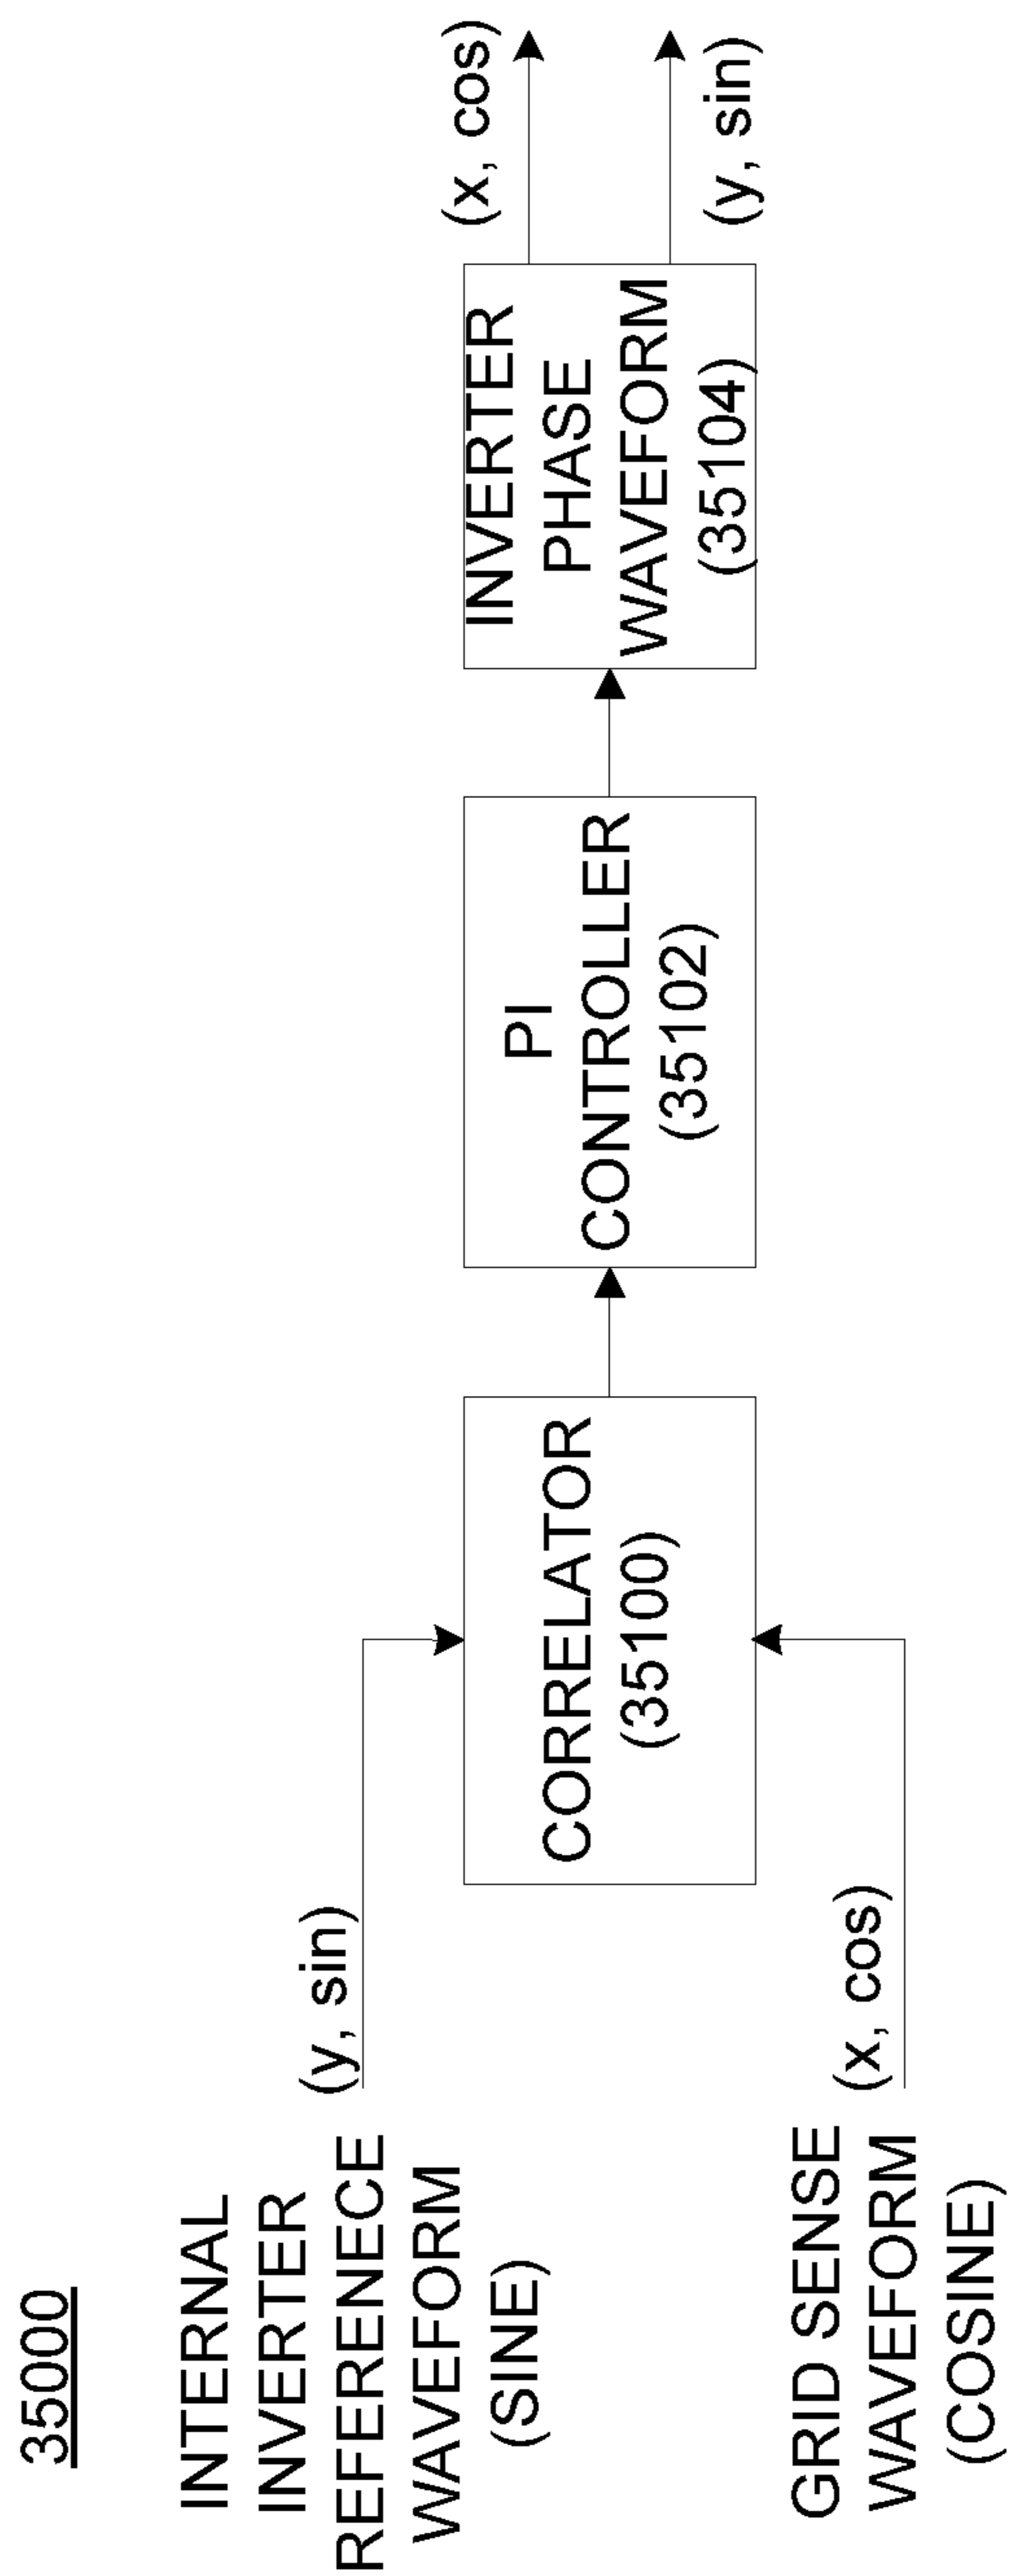 35000
INTERNAL
INVERTER
REFERENECE
WAVEFORM
(SINE)
(y, sin)
GRID SENSE
WAVEFORM
(COSINE)
(x, cos)
CORRELATOR
(35100)
PI
CONTROLLER
(35102)
INVERTER
PHASE
WAVEFORM
(35104)
(x, cos)
(y, sin)